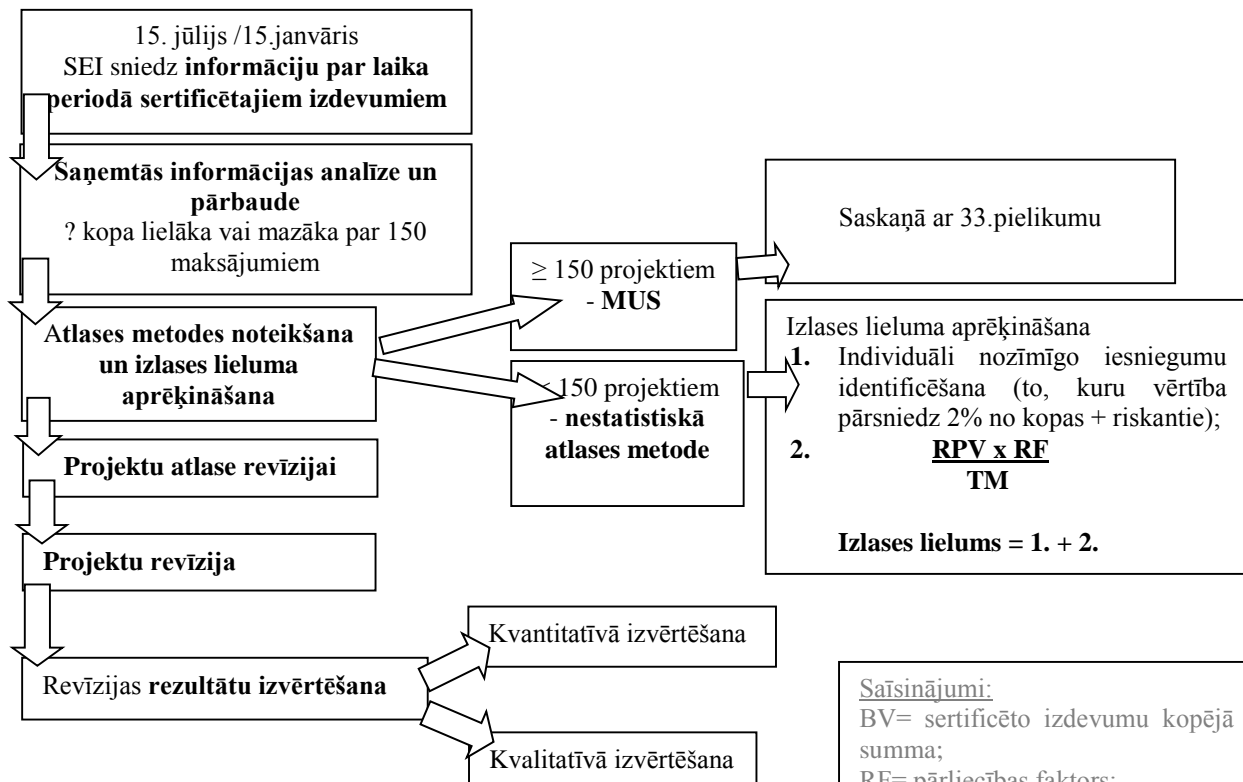 15. jūlijs /15.janvāris
SEI sniedz informāciju par laika
periodā sertificētajiem izdevumiem
Saņemtās informācijas analīze un
pārbaude
? kopa lielāka vai mazāka par 150
maksājumiem
Atlases metodes noteikšana
un izlases lieluma
aprēķināšana
Projektu atlase revīzijai
Projektu revīzija
Revīzijas rezultātu izvērtēšana
≥ 150 projektiem
- MUS
150 projektiem
- nestatistiskā
atlases metode
Saskaņā ar 33.pielikumu
Izlases lieluma aprēķināšana
1. Individuāli nozīmīgo iesniegumu
identificēšana (to, kuru vērtība
pārsniedz 2% no kopas + riskantie);
2. RPV x RF
TM
Izlases lielums = 1. + 2.
Kvantitatīvā izvērtēšana
Kvalitatīvā izvērtēšana
Saīsinājumi:
BV= sertificēto izdevumu kopējā
summa;
RF= pārliecības faktors;